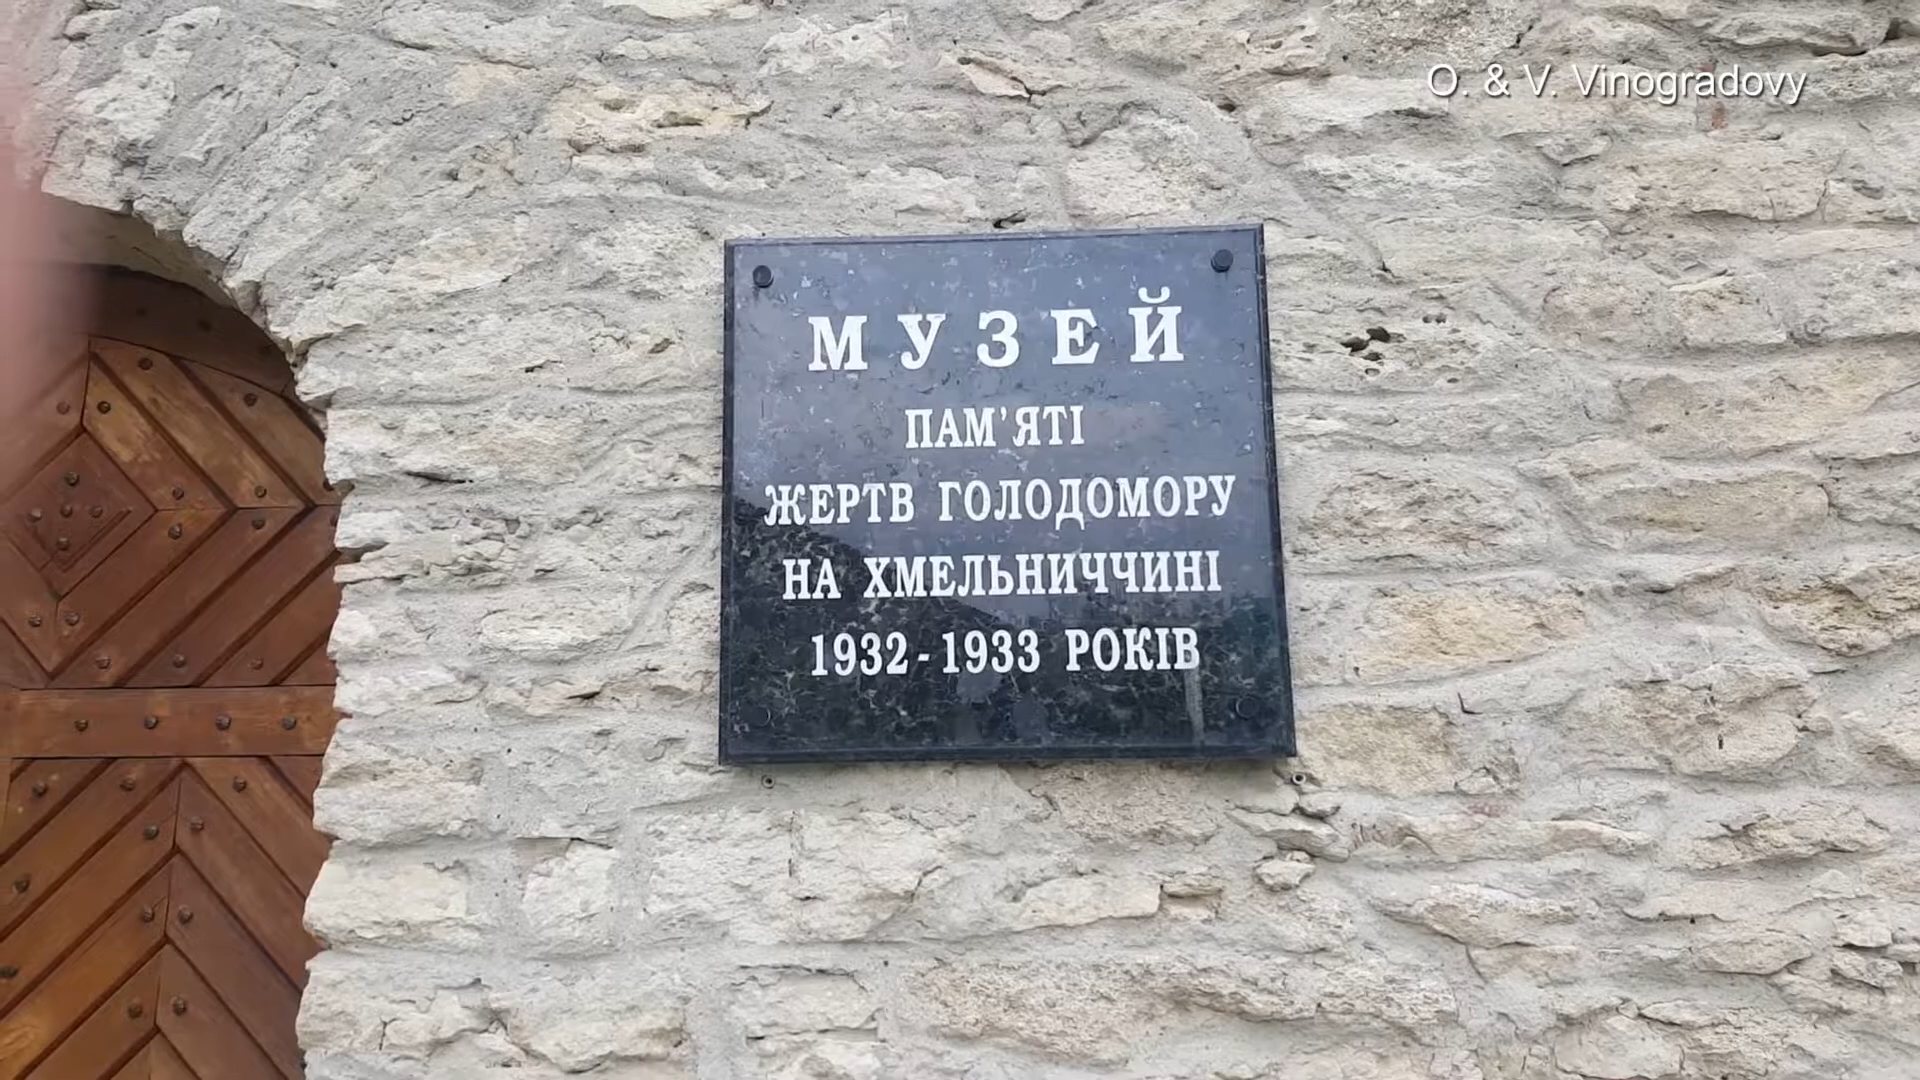 O. & V. Vinogradovy
МУЗЕЙ
ПАМ'ЯТІ
ЖЕРТВ ГОЛОДОМОРУ
НА ХМЕЛЬНИЧЧИНІ
1932-1933 РОКІВ